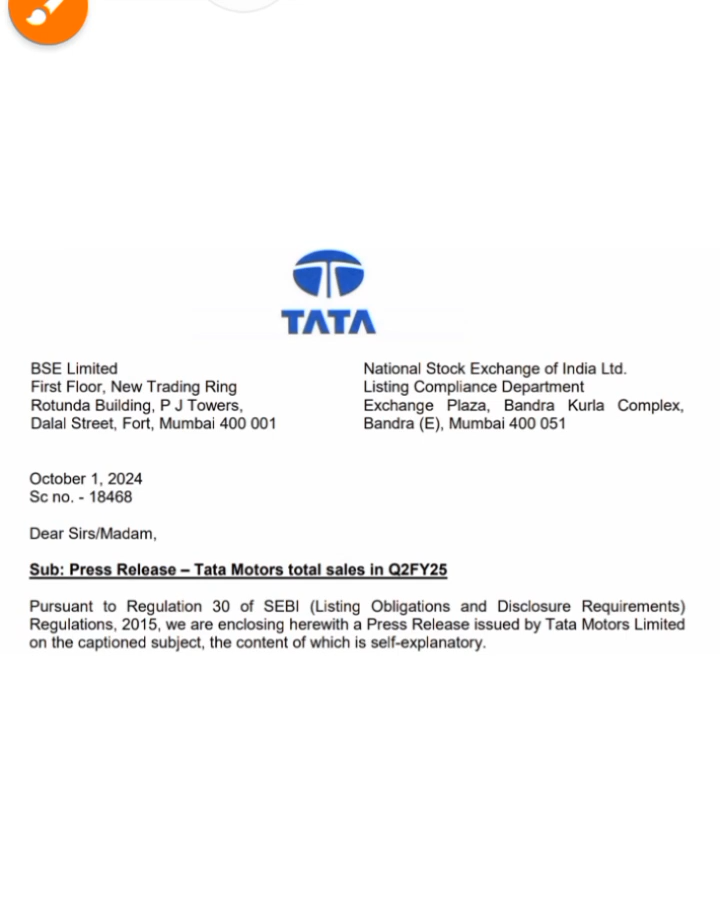 TATA
BSE Limited
First Floor, New Trading Ring
Rotunda Building, P J Towers,
Dalal Street, Fort, Mumbai 400 001
National Stock Exchange of India Ltd.
Listing Compliance Department
Exchange Plaza, Bandra Kurla Complex,
Bandra (E), Mumbai 400 051
October 1, 2024
Sc no. - 18468
Dear Sirs/Madam,
Sub: Press Release – Tata Motors total sales in Q2FY25
Pursuant to Regulation 30 of SEBI (Listing Obligations and Disclosure Requirements)
Regulations, 2015, we are enclosing herewith a Press Release issued by Tata Motors Limited
on the captioned subject, the content of which is self-explanatory.